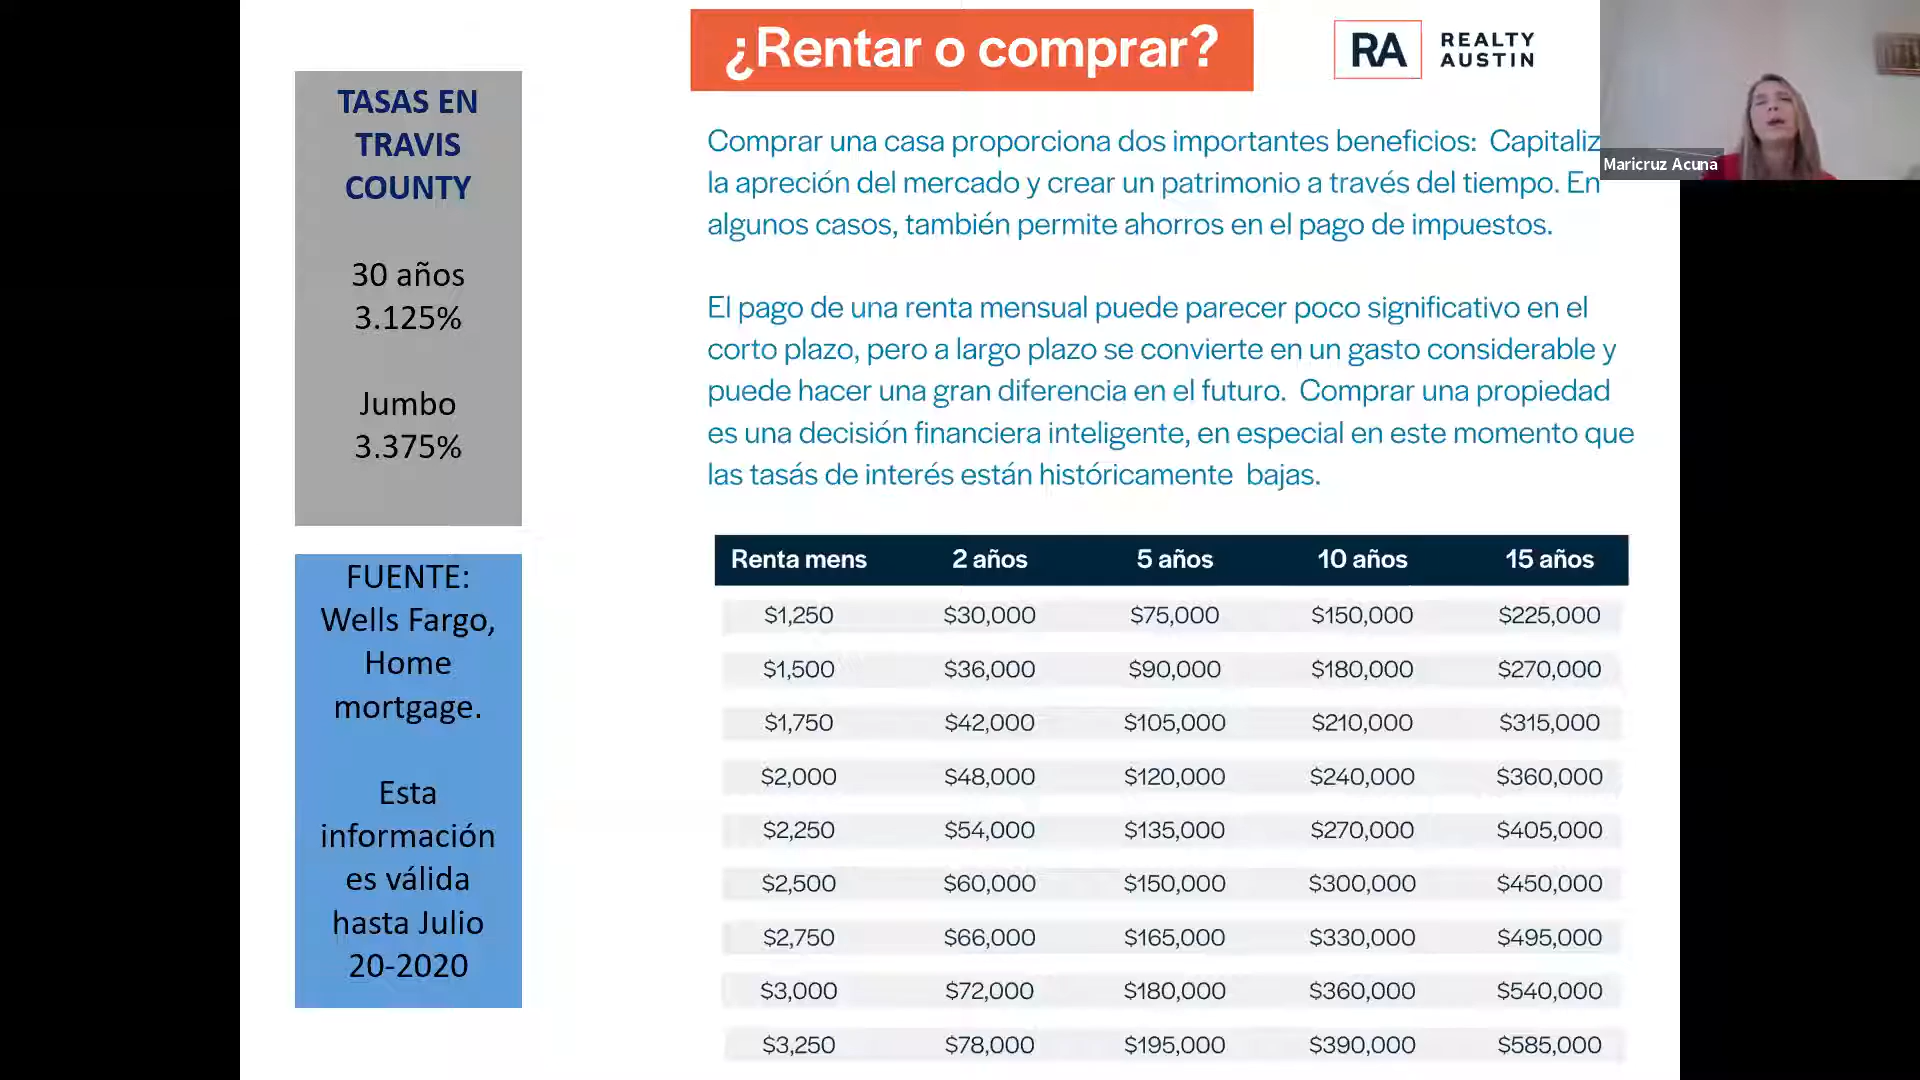 ¿Rentar o comprar?
RA REALTY
AUSTIN
Maricruz Acuna
TASAS EN
TRAVIS
COUNTY
30 años
3.125%
Jumbo
3.375%
FUENTE:
Wells Fargo,
Home
mortgage.
Esta
información
es válida
hasta Julio
20-2020
Comprar una casa proporciona dos importantes beneficios: Capitaliz
la apreción del mercado y crear un patrimonio a través del tiempo. En
algunos casos, también permite ahorros en el pago de impuestos.
El pago de una renta mensual puede parecer poco significativo en el
corto plazo, pero a largo plazo se convierte en un gasto considerable y
puede hacer una gran diferencia en el futuro. Comprar una propiedad
es una decisión financiera inteligente, en especial en este momento que
las tasás de interés están históricamente bajas.
Renta mens 2 años 5 años 10 años 15 años
$1,250 $30,000 $75,000 $150,000 $225,000
$1,500 $36,000 $90,000 $180,000 $270,000
$1,750 $42,000 $105,000 $210,000 $315,000
$2,000 $48,000 $120,000 $240,000 $360,000
$2,250 $54,000 $135,000 $270,000 $405,000
$2,500 $60,000 $150,000 $300,000 $450,000
$2,750 $66,000 $165,000 $330,000 $495,000
$3,000 $72,000 $180,000 $360,000 $540,000
$3,250 $78,000 $195,000 $390,000 $585,000